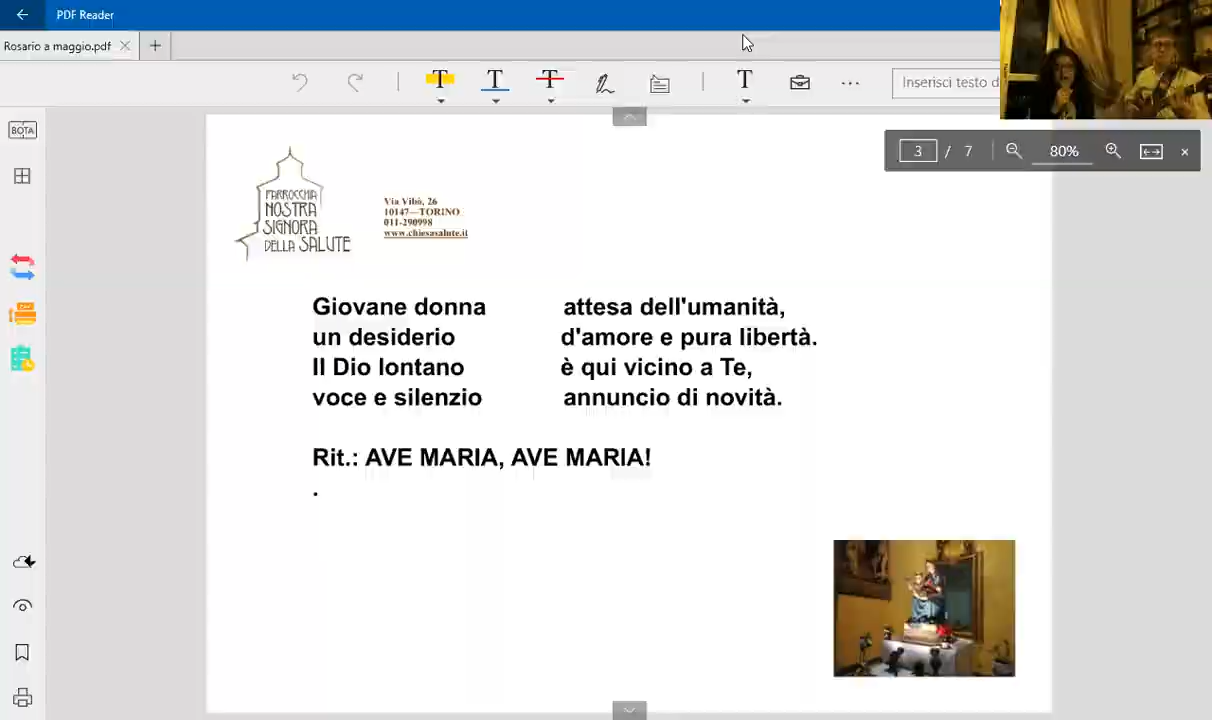 PDF Reader
Rosario a maggio.pdf
Inserisci testo d
BOTA
3 / 7 80%
PARROCCHIA
NOSTRA
SIGNORA
DELLA SALUTE
Via Vibò, 26
10147—TORINO
011-290998
www.chiesasalute.it
Giovane donna attesa dell'umanità,
un desiderio d'amore e pura libertà.
Il Dio lontano è qui vicino a Te,
voce e silenzio annuncio di novità.
Rit.: AVE MARIA, AVE MARIA!
.